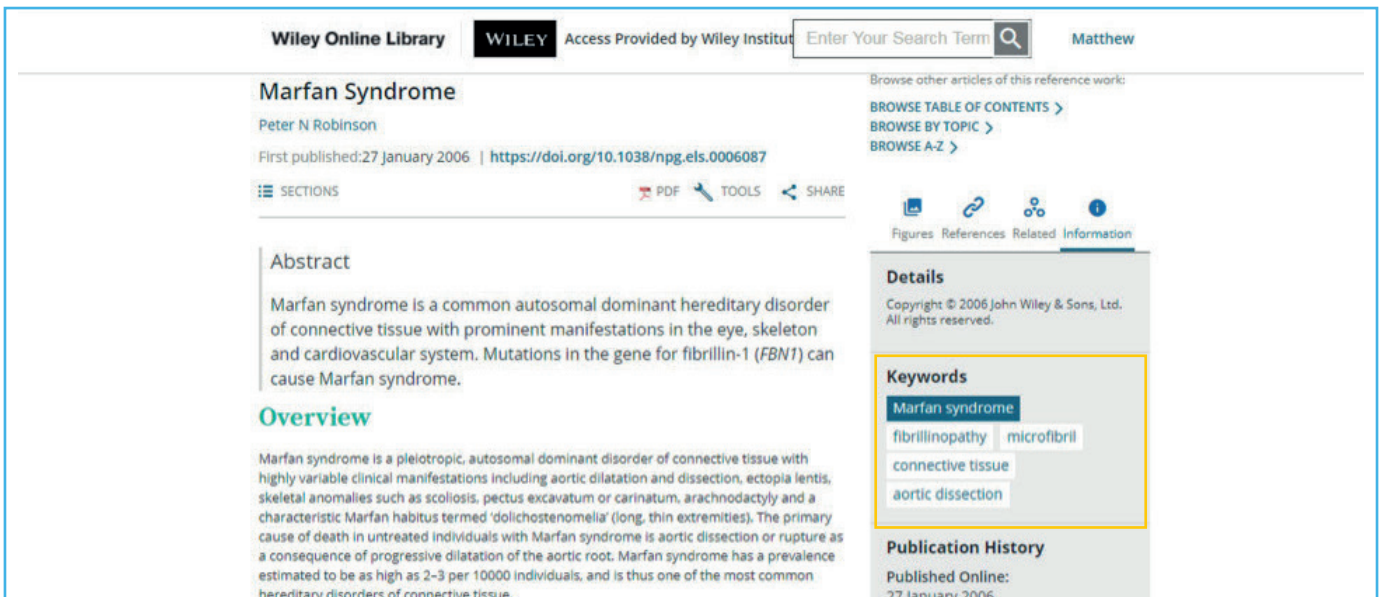 Wiley Online Library WILEY Access Provided by Wiley Institut Enter Your Search Term Matthew
Marfan Syndrome
Peter N Robinson
First published:27 January 2006 | https://doi.org/10.1038/npg.els.0006087
SECTIONS PDF TOOLS SHARE
Abstract
Marfan syndrome is a common autosomal dominant hereditary disorder
of connective tissue with prominent manifestations in the eye, skeleton
and cardiovascular system. Mutations in the gene for fibrillin-1 (FBN1) can
cause Marfan syndrome.
Overview
Marfan syndrome is a pleiotropic, autosomal dominant disorder of connective tissue with
highly variable clinical manifestations including aortic dilatation and dissection, ectopia lentis,
skeletal anomalies such as scoliosis, pectus excavatum or carinatum, arachnodactyly and a
characteristic Marfan habitus termed 'dolichostenomelia' (long, thin extremities). The primary
cause of death in untreated individuals with Marfan syndrome is aortic dissection or rupture as
a consequence of progressive dilatation of the aortic root. Marfan syndrome has a prevalence
estimated to be as high as 2–3 per 10000 individuals, and is thus one of the most common
hereditary disorders of connective tissue.
Browse other articles of this reference work:
BROWSE TABLE OF CONTENTS
BROWSE BY TOPIC
BROWSE A-Z
Figures References Related Information
Details
Copyright © 2006 John Wiley & Sons, Ltd.
All rights reserved.
Keywords
Marfan syndrome
fibrillinopathy microfibril
connective tissue
aortic dissection
Publication History
Published Online:
27 January 2006